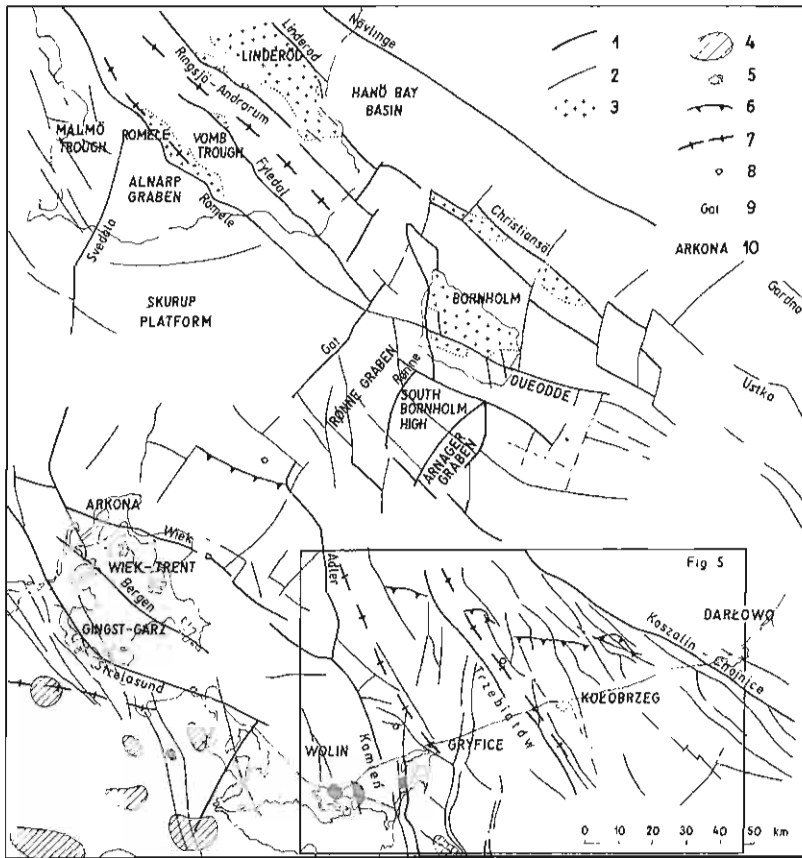 Nävlinge
Linderöd
LINDERÖD
Ringsjö-Andrarum
HANÖ BAY
BASIN
1
2
3
4
5
6
7
8
Gat 9
ARKONA 10
MALMÖ
TROUGH
ROMELE
VOMB
TROUGH
Fyledal
ALNARP
GRABEN
Romele
Svedala
SKURUP
PLATFORM
Christiansö
BORNHOLM
Gardno
Ustka
Gat
RØNNE GRABEN
Rønne
SOUTH
BORNHOLM
HIGH
ARNAGER
GRABEN
ARKONA
Wiek
WIEK-TRENT
Bergen
GINGST-GARZ
Strelasund
Adler
Fig 5
DARŁOWO
Koszalin-Chojnice
KOŁOBRZEG
Trzebiatów
GRYFICE
WOLIN
Kamień
0 10 20 30 40 50 km